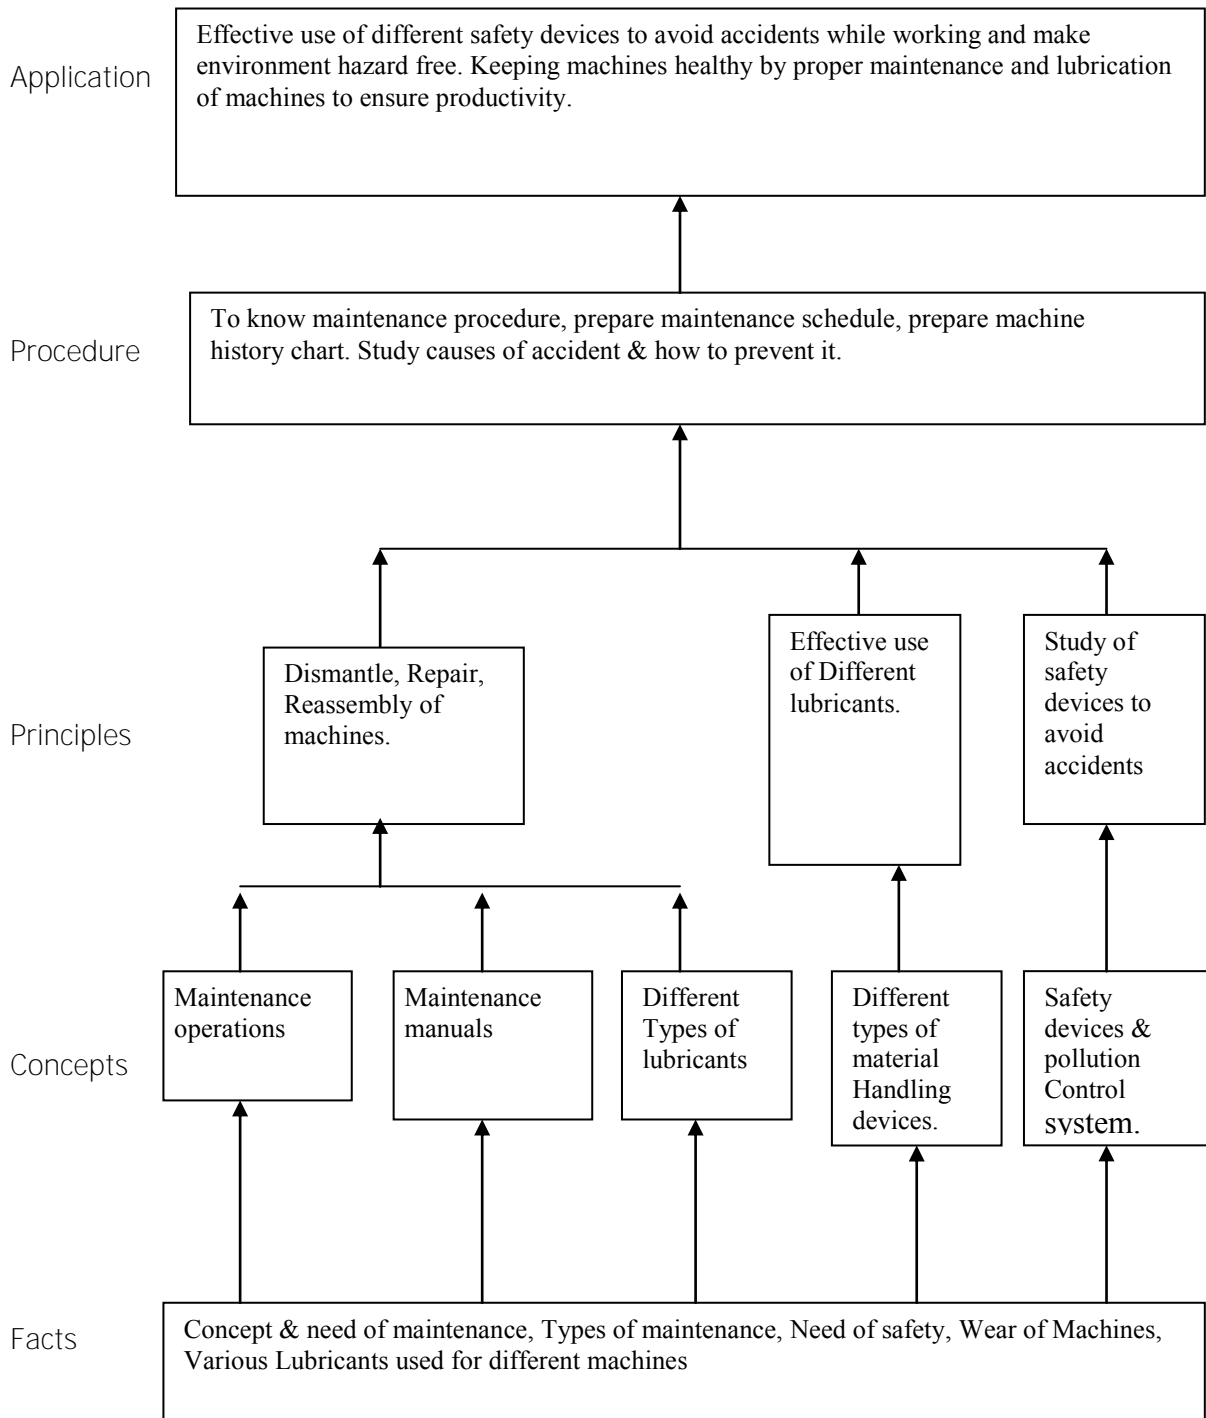 Application
Effective use of different safety devices to avoid accidents while working and make
environment hazard free. Keeping machines healthy by proper maintenance and lubrication
of machines to ensure productivity.
Procedure
To know maintenance procedure, prepare maintenance schedule, prepare machine
history chart. Study causes of accident & how to prevent it.
Principles
Dismantle, Repair,
Reassembly of
machines.
Effective use
of Different
lubricants.
Study of
safety
devices to
avoid
accidents
Concepts
Maintenance
operations
Maintenance
manuals
Different
Types of
lubricants
Different
types of
material
Handling
devices.
Safety
devices &
pollution
Control
system.
Facts
Concept & need of maintenance, Types of maintenance, Need of safety, Wear of Machines,
Various Lubricants used for different machines